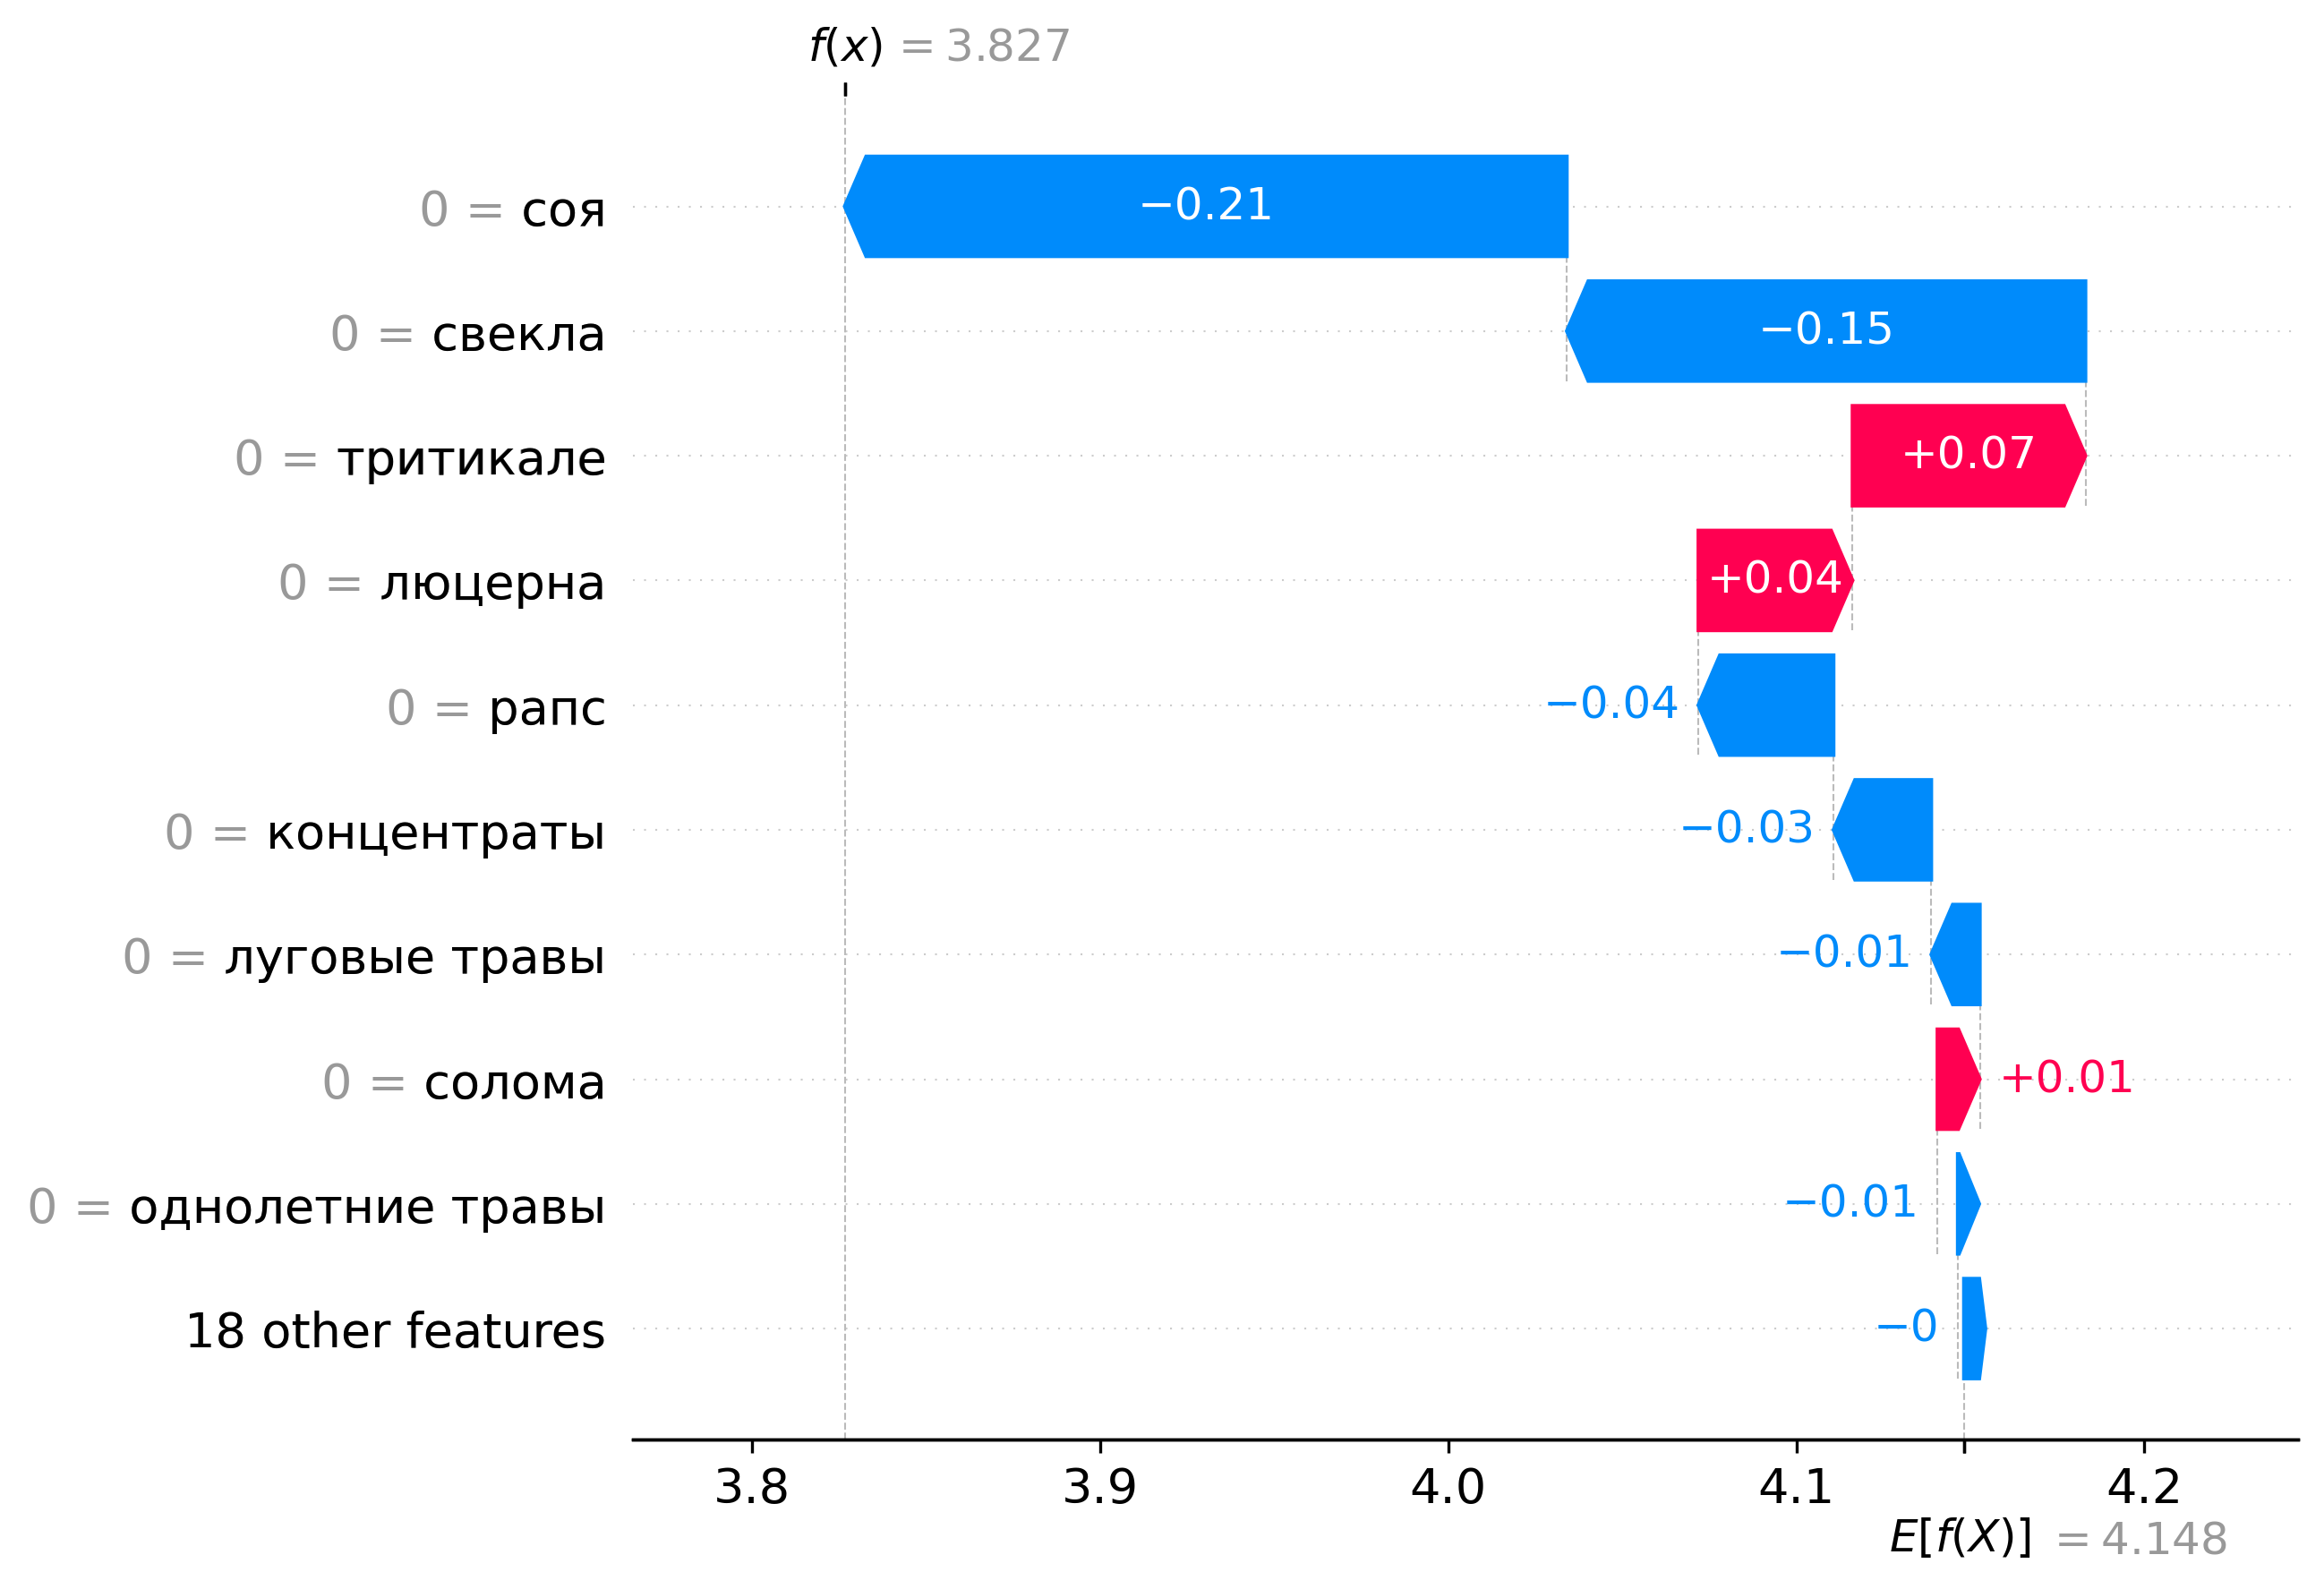 f(x) = 3.827
0 = соя
−0.21
0 = свекла
−0.15
0 = тритикале
+0.07
0 = люцерна
+0.04
0 = рапс
−0.04
0 = концентраты
−0.03
0 = луговые травы
−0.01
0 = солома
+0.01
0 = однолетние травы
−0.01
18 other features
−0
3.8 3.9 4.0 4.1 4.2
E[f(X)] = 4.148